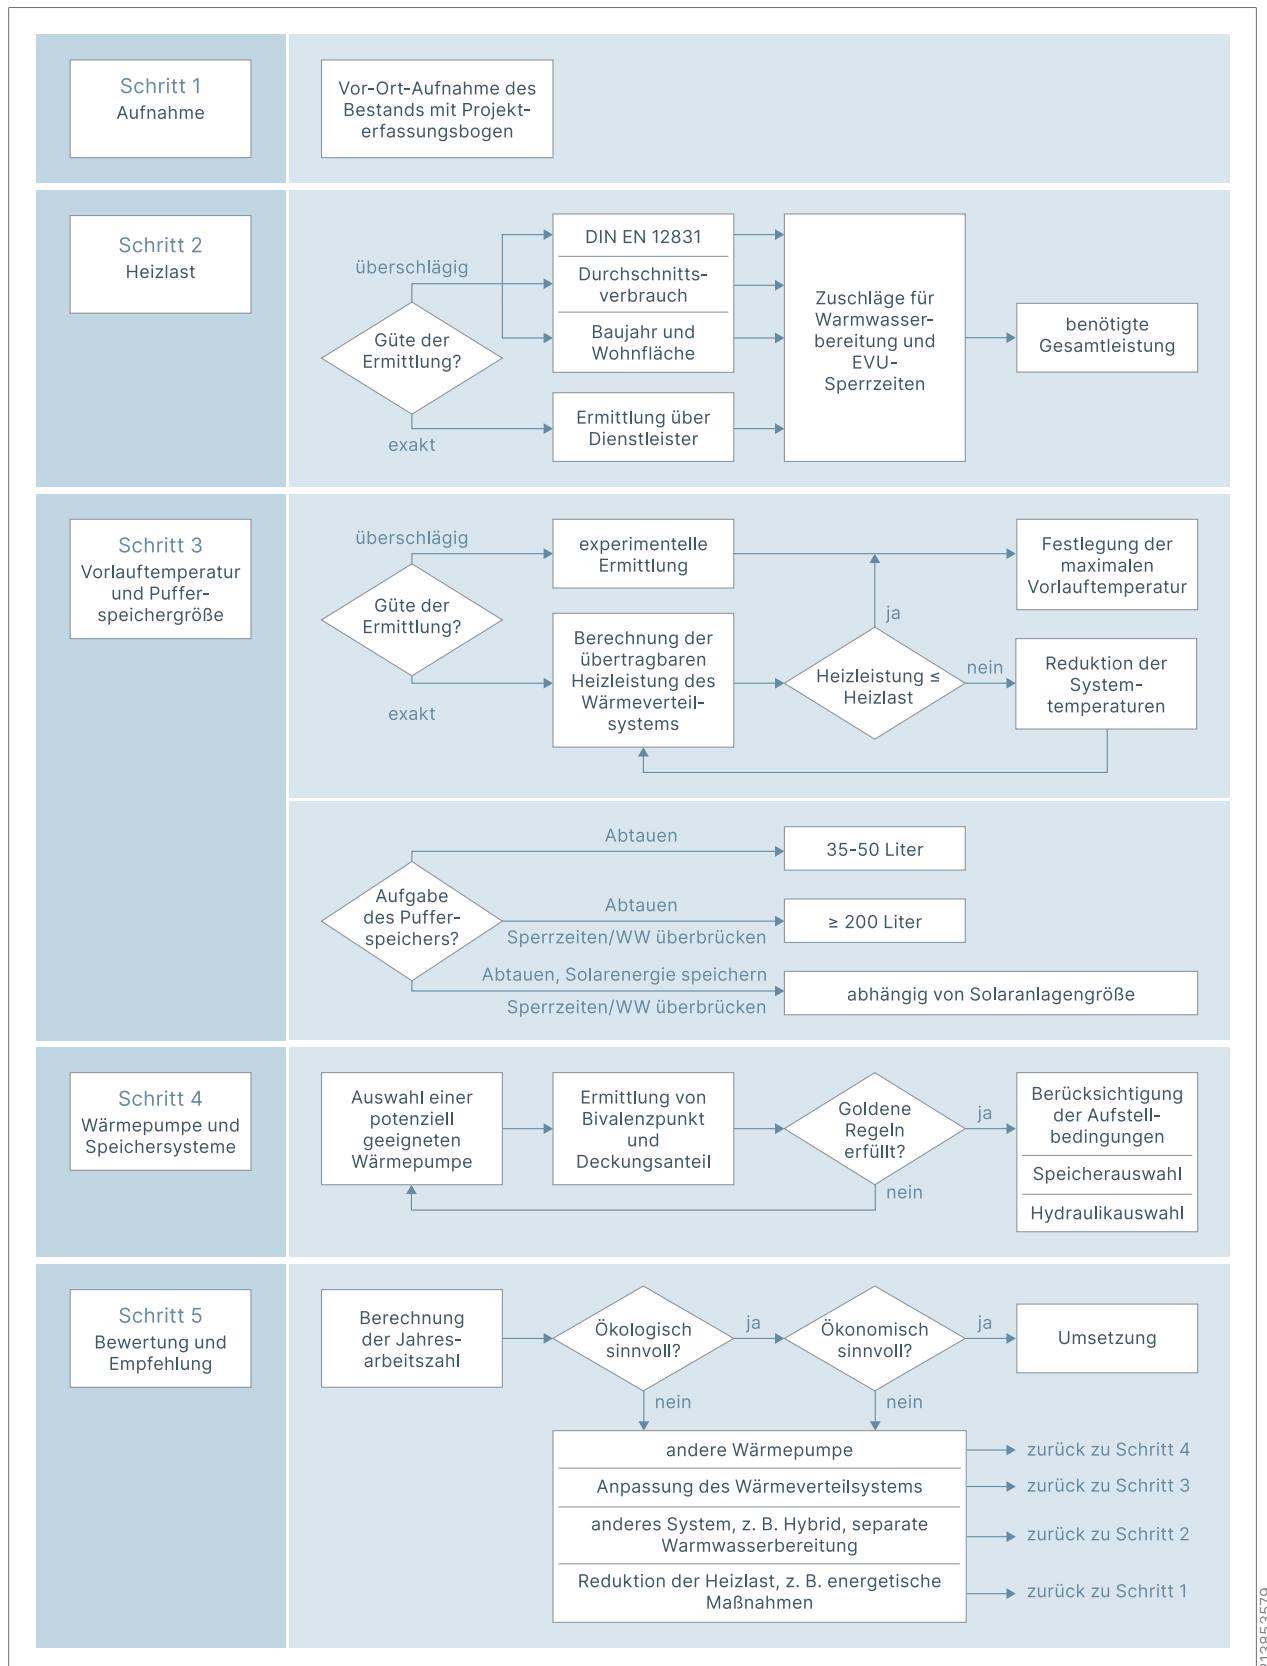 Schritt 1
Aufnahme
Vor-Ort-Aufnahme des
Bestands mit Projekt-
erfassungsbogen
Schritt 2
Heizlast
überschlägig
Güte der
Ermittlung?
exakt
DIN EN 12831
Durchschnitts-
verbrauch
Baujahr und
Wohnfläche
Ermittlung über
Dienstleister
Zuschläge für
Warmwasser-
bereitung und
EVU-
Sperrzeiten
benötigte
Gesamtleistung
Schritt 3
Vorlauftemperatur
und Puffer-
speichergröße
überschlägig
Güte der
Ermittlung?
exakt
experimentelle
Ermittlung
Berechnung der
übertragbaren
Heizleistung des
Wärmeverteil-
systems
ja
Heizleistung ≤
Heizlast
nein
Festlegung der
maximalen
Vorlauftemperatur
Reduktion der
System-
temperaturen
Aufgabe
des Puffer-
speichers?
Abtauen
35-50 Liter
Abtauen
Sperrzeiten/WW überbrücken
≥ 200 Liter
Abtauen, Solarenergie speichern
Sperrzeiten/WW überbrücken
abhängig von Solaranlagengröße
Schritt 4
Wärmepumpe und
Speichersysteme
Auswahl einer
potenziell
geeigneten
Wärmepumpe
Ermittlung von
Bivalenzpunkt
und
Deckungsanteil
Goldene
Regeln
erfüllt?
ja
nein
Berücksichtigung
der Aufstell-
bedingungen
Speicherauswahl
Hydraulikauswahl
Schritt 5
Bewertung und
Empfehlung
Berechnung
der Jahres-
arbeitszahl
Ökologisch
sinnvoll?
ja
nein
Ökonomisch
sinnvoll?
ja
nein
Umsetzung
andere Wärmepumpe
zurück zu Schritt 4
Anpassung des Wärmeverteilsystems
zurück zu Schritt 3
anderes System, z. B. Hybrid, separate
Warmwasserbereitung
zurück zu Schritt 2
Reduktion der Heizlast, z. B. energetische
Maßnahmen
zurück zu Schritt 1